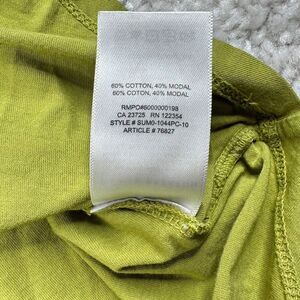 60% COTTON, 40% MODAL
60% COTON, 40% MODAL
RMPO#6000000198
CA 23725 RN 122354
STYLE # SUM0-1044PC-10
ARTICLE # 76827